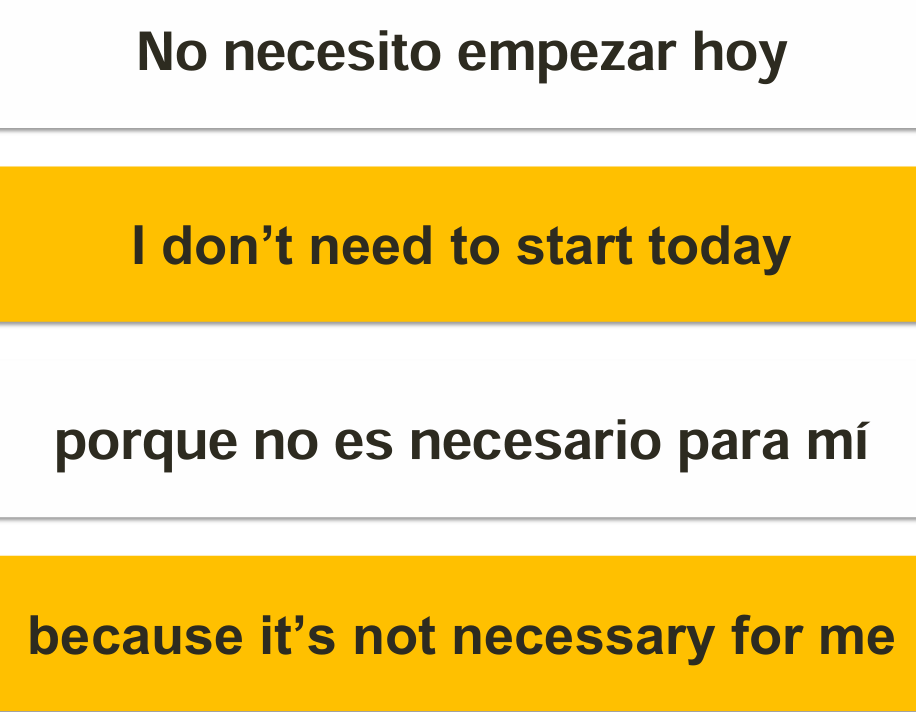 No necesito empezar hoy
I don’t need to start today
porque no es necesario para mí
because it’s not necessary for me